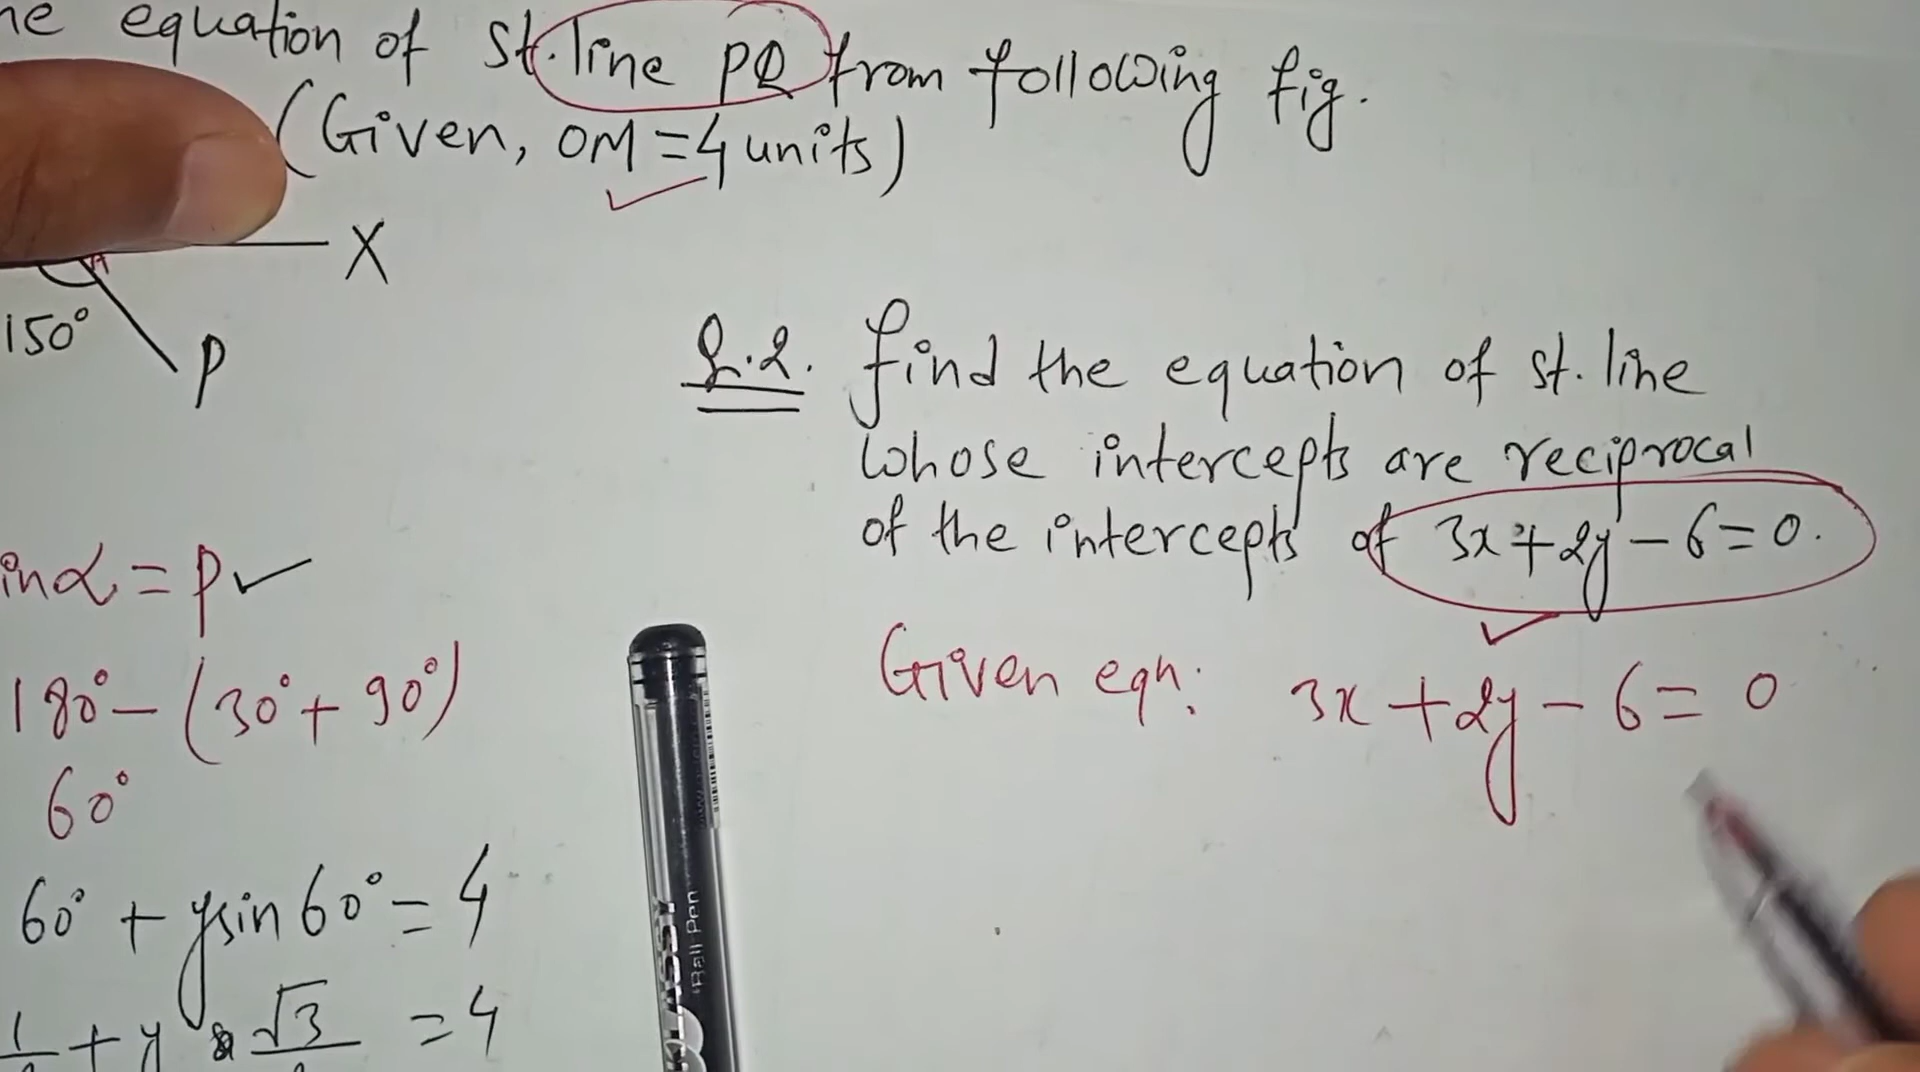 equation of st. line PQ from following fig.
(Given, OM = 4 units)
X
150°
P
Q.2. find the equation of st. line
whose intercepts are reciprocal
of the intercepts of 3x + 2y - 6 = 0.
Given eqn: 3x + 2y - 6 = 0
inα = p
180° - (30° + 90°)
60°
60° + y sin 60° = 4
+ y √3 = 4
Ball Pen